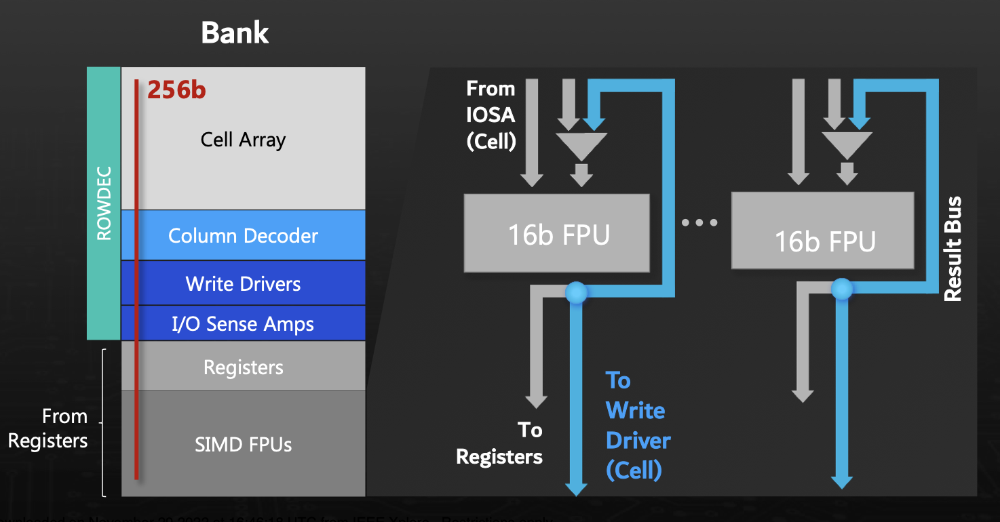 Bank
256b
Cell Array
ROWDEC
Column Decoder
Write Drivers
I/O Sense Amps
Registers
SIMD FPUs
From
Registers
From
IOSA
(Cell)
16b FPU
16b FPU
Result Bus
To
Registers
To
Write
Driver
(Cell)